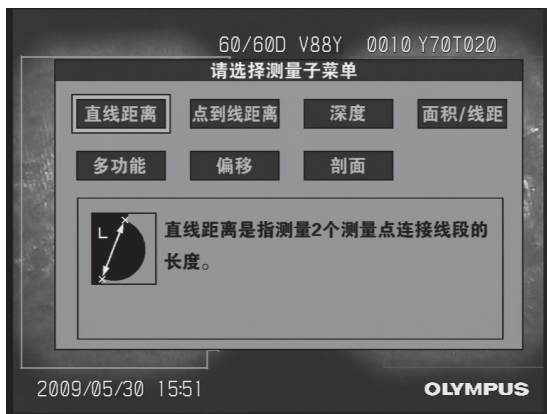 60/60D V88Y 0010 Y70T020
请选择测量子菜单
直线距离 点到线距离 深度 面积/线距
多功能 偏移 剖面
L
直线距离是指测量2个测量点连接线段的
长度。
2009/05/30 15:51 OLYMPUS